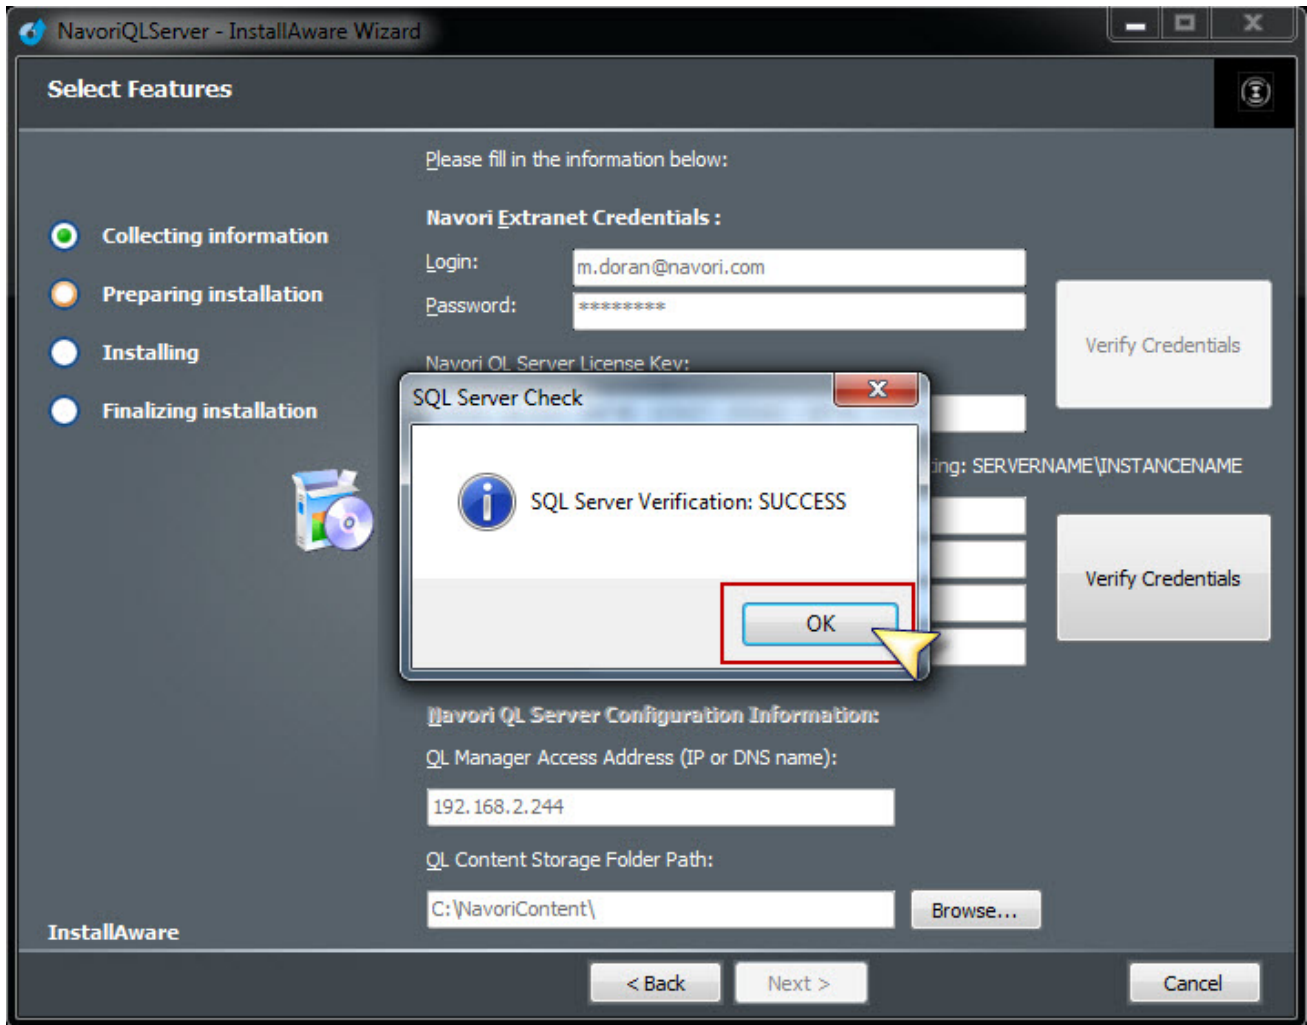 NavoriQLServer - InstallAware Wizard
Select Features
Please fill in the information below:
Collecting information
Preparing installation
Installing
Finalizing installation
Navori Extranet Credentials :
Login:
m.doran@navori.com
Password:
********
Verify Credentials
Navori QL Server License Key:
SQL Server Check
X
SERVERNAME\INSTANCENAME
SQL Server Verification: SUCCESS
OK
Verify Credentials
Navori QL Server Configuration Information:
QL Manager Access Address (IP or DNS name):
192.168.2.244
QL Content Storage Folder Path:
C:\NavoriContent\
Browse...
InstallAware
< Back
Next >
Cancel